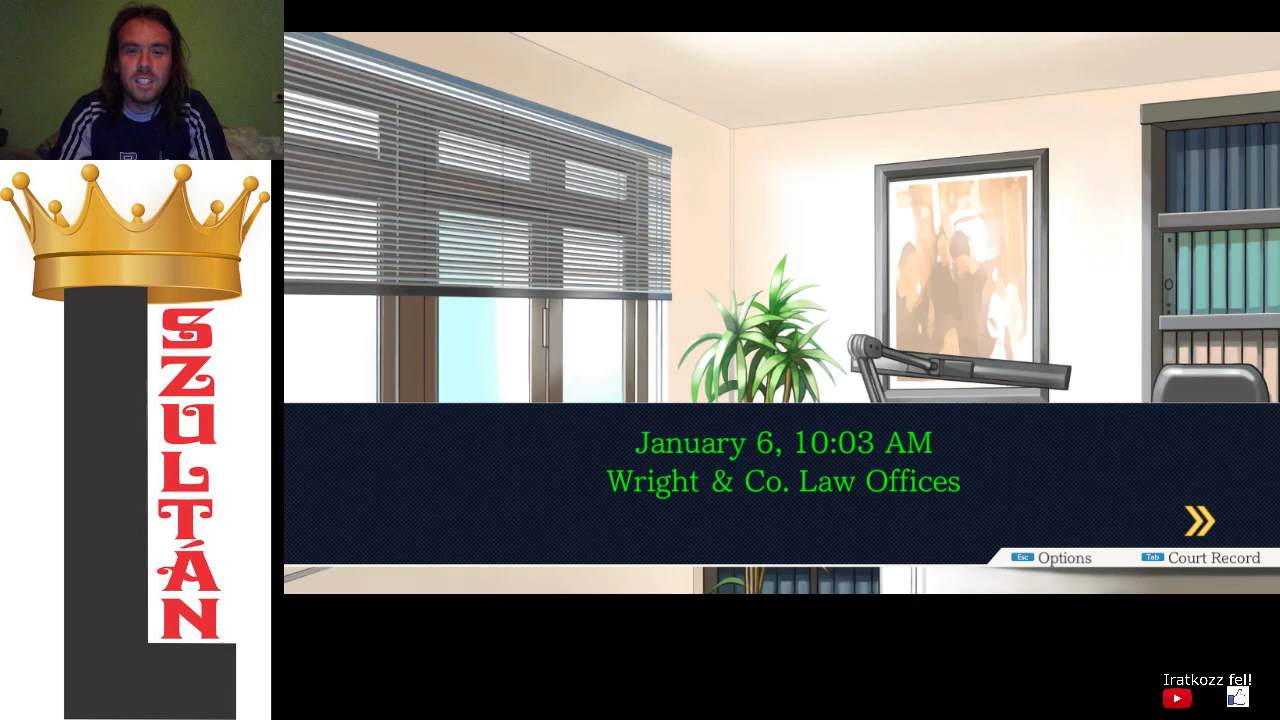 SZULTÁN
L
January 6, 10:03 AM
Wright & Co. Law Offices
Esc Options
Tab Court Record
Iratkozz fel!